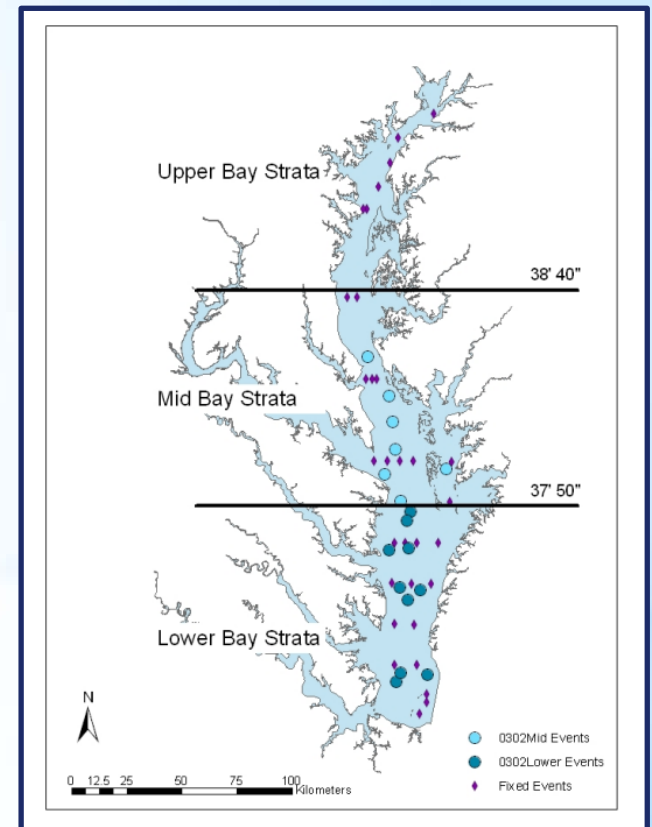 Upper Bay Strata
38' 40"
Mid Bay Strata
37' 50"
Lower Bay Strata
N
0302Mid Events
0302Lower Events
Fixed Events
0 12.5 25 50 75 100
Kilometers